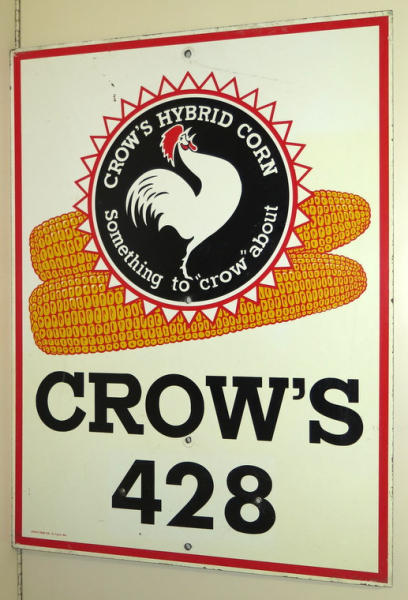 CROW'S HYBRID CORN
Something to "crow" about
CROW'S
428